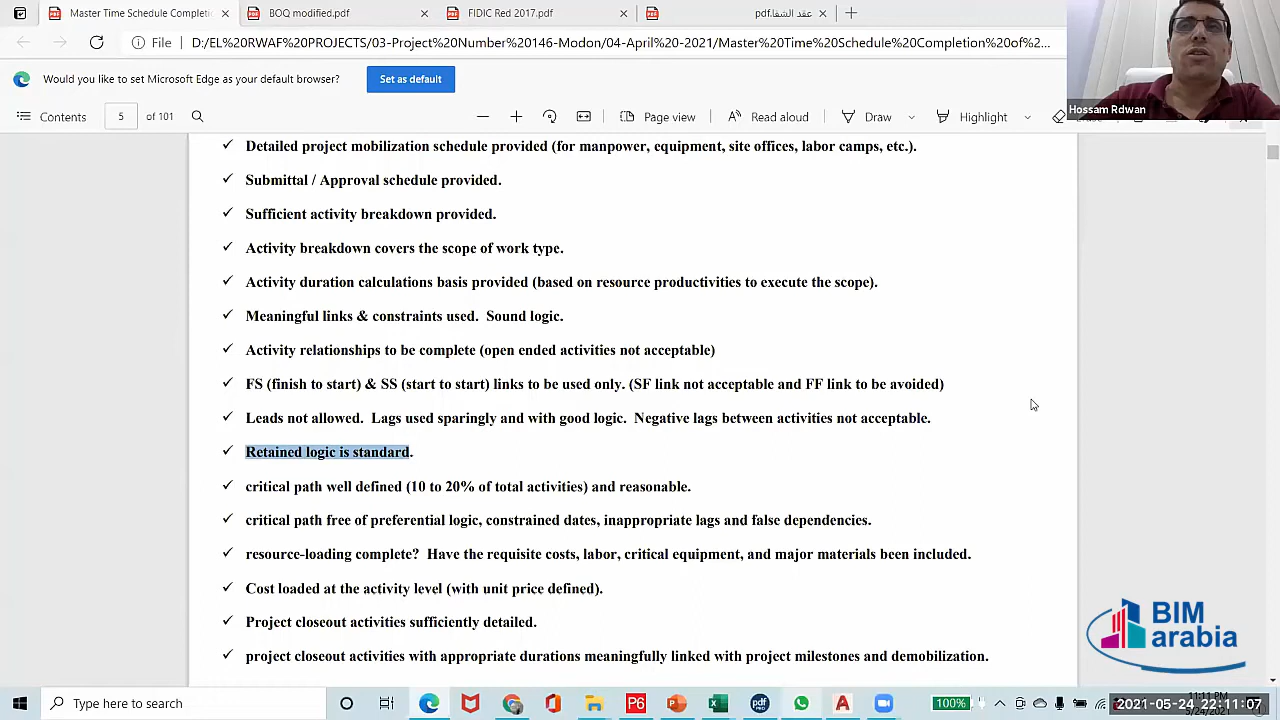 Master Time Schedule Completi
BOQ modified.pdf
FIDIC Red 2017.pdf
عقد الشفا.pdf
File
D:/EL%20RWAF%20PROJECTS/03-Project%20Number%20146-Modon/04-April%20-2021/Master%20Time%20Schedule%20Completion%20of%2...
Would you like to set Microsoft Edge as your default browser?
Set as default
Hossam Rdwan
Contents
5
of 101
Page view
Read aloud
Draw
Highlight
Detailed project mobilization schedule provided (for manpower, equipment, site offices, labor camps, etc.).
Submittal / Approval schedule provided.
Sufficient activity breakdown provided.
Activity breakdown covers the scope of work type.
Activity duration calculations basis provided (based on resource productivities to execute the scope).
Meaningful links & constraints used. Sound logic.
Activity relationships to be complete (open ended activities not acceptable)
FS (finish to start) & SS (start to start) links to be used only. (SF link not acceptable and FF link to be avoided)
Leads not allowed. Lags used sparingly and with good logic. Negative lags between activities not acceptable.
Retained logic is standard.
critical path well defined (10 to 20% of total activities) and reasonable.
critical path free of preferential logic, constrained dates, inappropriate lags and false dependencies.
resource-loading complete? Have the requisite costs, labor, critical equipment, and major materials been included.
Cost loaded at the activity level (with unit price defined).
Project closeout activities sufficiently detailed.
project closeout activities with appropriate durations meaningfully linked with project milestones and demobilization.
BIM
arabia
Type here to search
P6
100%
11:11 PM
2021-05-24 22:11:07